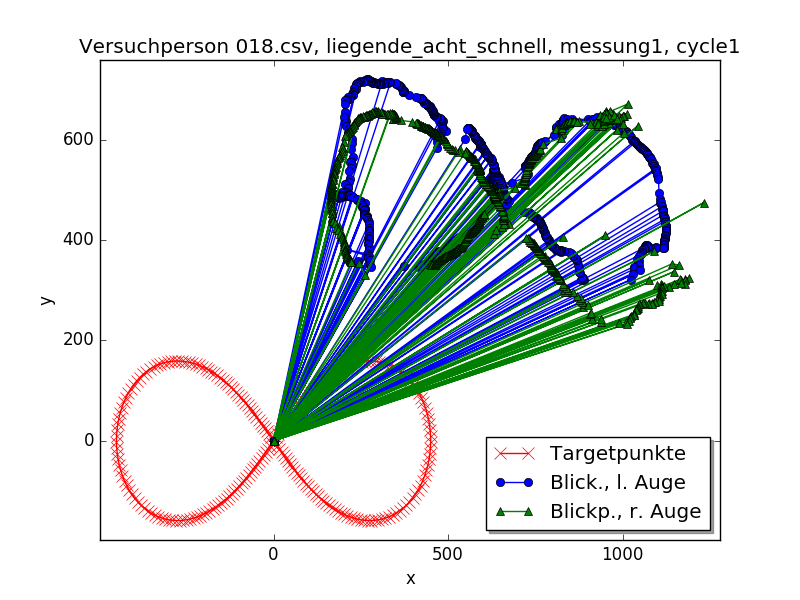 Versuchperson 018.csv, liegende_acht_schnell, messung1, cycle1
y
600
400
200
0
0 500 1000
x
Targetpunkte
Blick., l. Auge
Blickp., r. Auge